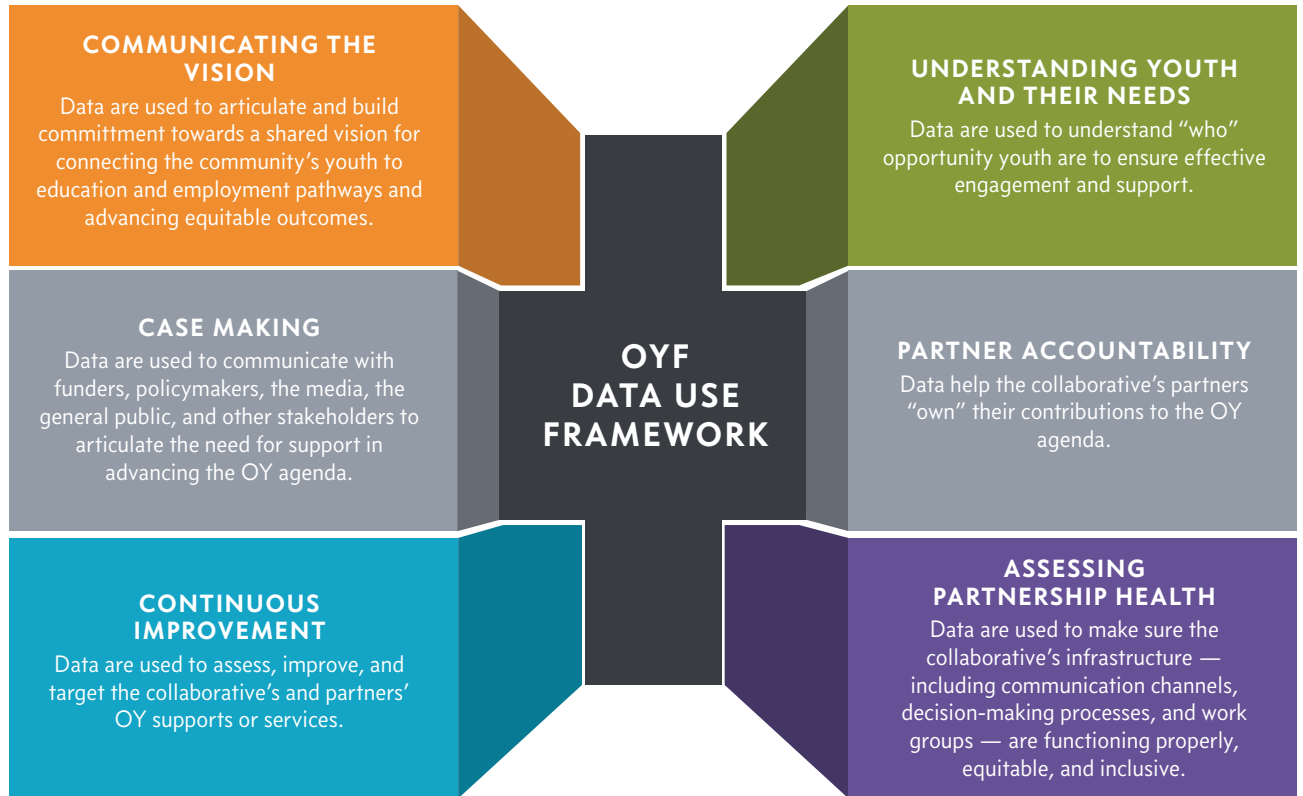 COMMUNICATING THE
VISION
Data are used to articulate and build
committment towards a shared vision for
connecting the community’s youth to
education and employment pathways and
advancing equitable outcomes.
UNDERSTANDING YOUTH
AND THEIR NEEDS
Data are used to understand “who”
opportunity youth are to ensure effective
engagement and support.
CASE MAKING
Data are used to communicate with
funders, policymakers, the media, the
general public, and other stakeholders to
articulate the need for support in
advancing the OY agenda.
OYF
DATA USE
FRAMEWORK
PARTNER ACCOUNTABILITY
Data help the collaborative’s partners
“own” their contributions to the OY
agenda.
CONTINUOUS
IMPROVEMENT
Data are used to assess, improve, and
target the collaborative’s and partners’
OY supports or services.
ASSESSING
PARTNERSHIP HEALTH
Data are used to make sure the
collaborative’s infrastructure —
including communication channels,
decision-making processes, and work
groups — are functioning properly,
equitable, and inclusive.